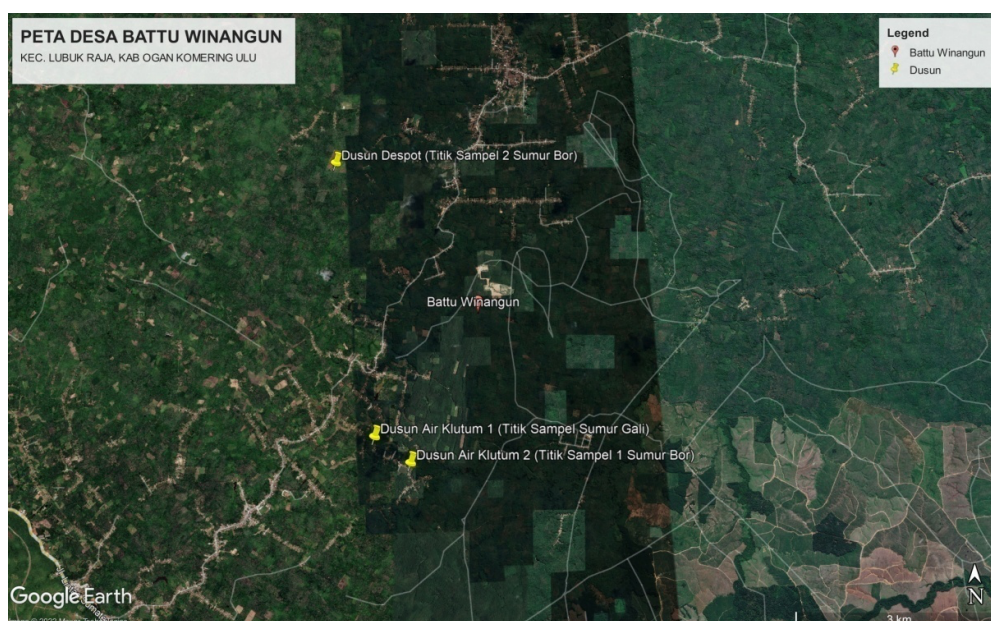 PETA DESA BATTU WINANGUN
KEC. LUBUK RAJA, KAB OGAN KOMERING ULU
Legend
Battu Winangun
Dusun
Dusun Despot (Titik Sampel 2 Sumur Bor)
Battu Winangun
Dusun Air Klutum 1 (Titik Sampel Sumur Gali)
Dusun Air Klutum 2 (Titik Sampel 1 Sumur Bor)
Google Earth
N
3 km